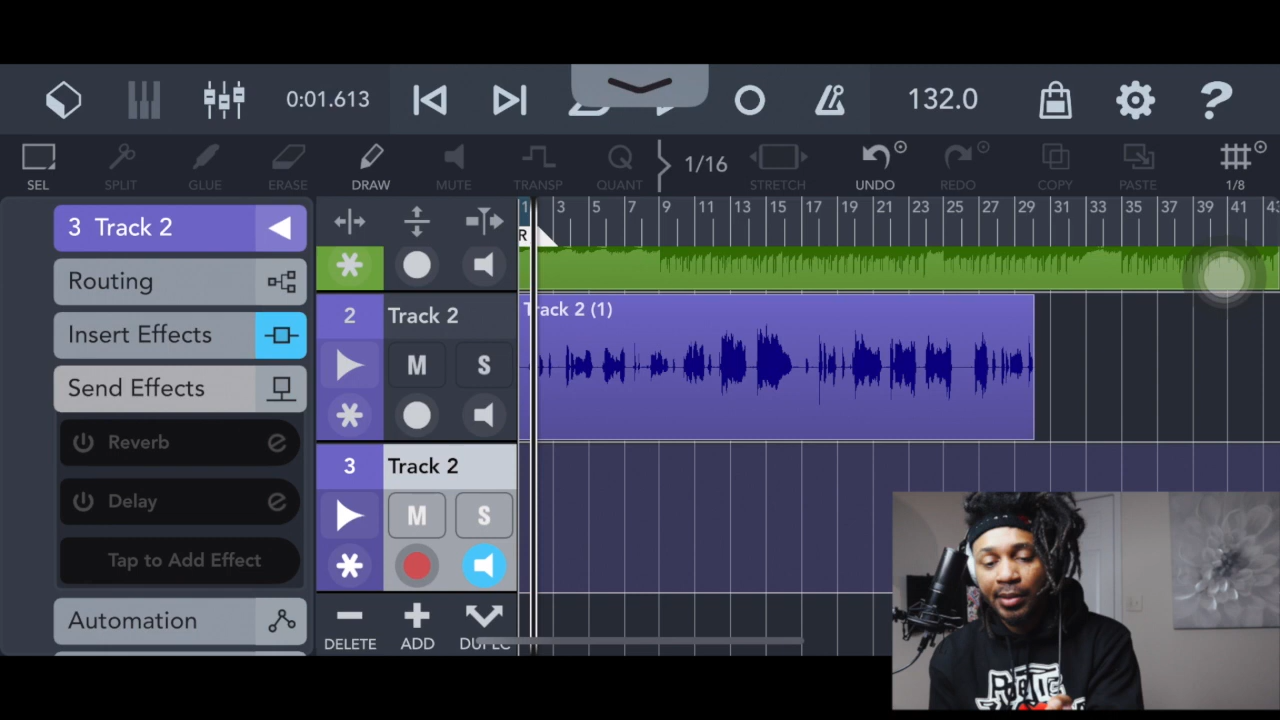 0:01.613
132.0
?
SEL SPLIT GLUE ERASE DRAW MUTE TRANSP QUANT 1/16 STRETCH UNDO REDO COPY PASTE 1/8
Q
3 Track 2
1 3 5 7 9 11 13 15 17 19 21 23 25 27 29 31 33 35 37 39 41 43
R
Routing
2 Track 2
Track 2 (1)
Insert Effects
M S
Send Effects
Reverb
3 Track 2
Delay
M S
Tap to Add Effect
Automation
DELETE ADD